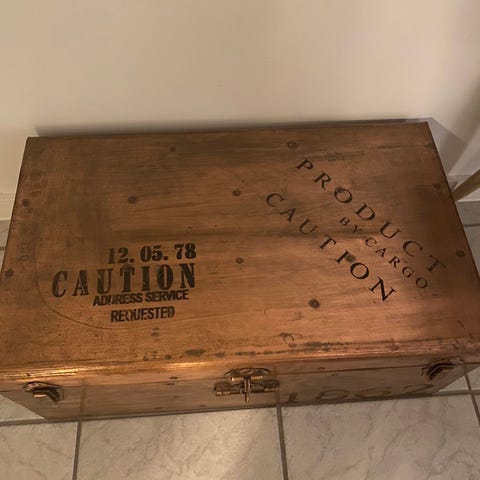 12. 05. 78
CAUTION
ADDRESS SERVICE
REQUESTED
PRODUCT
BY CARGO
CAUTION